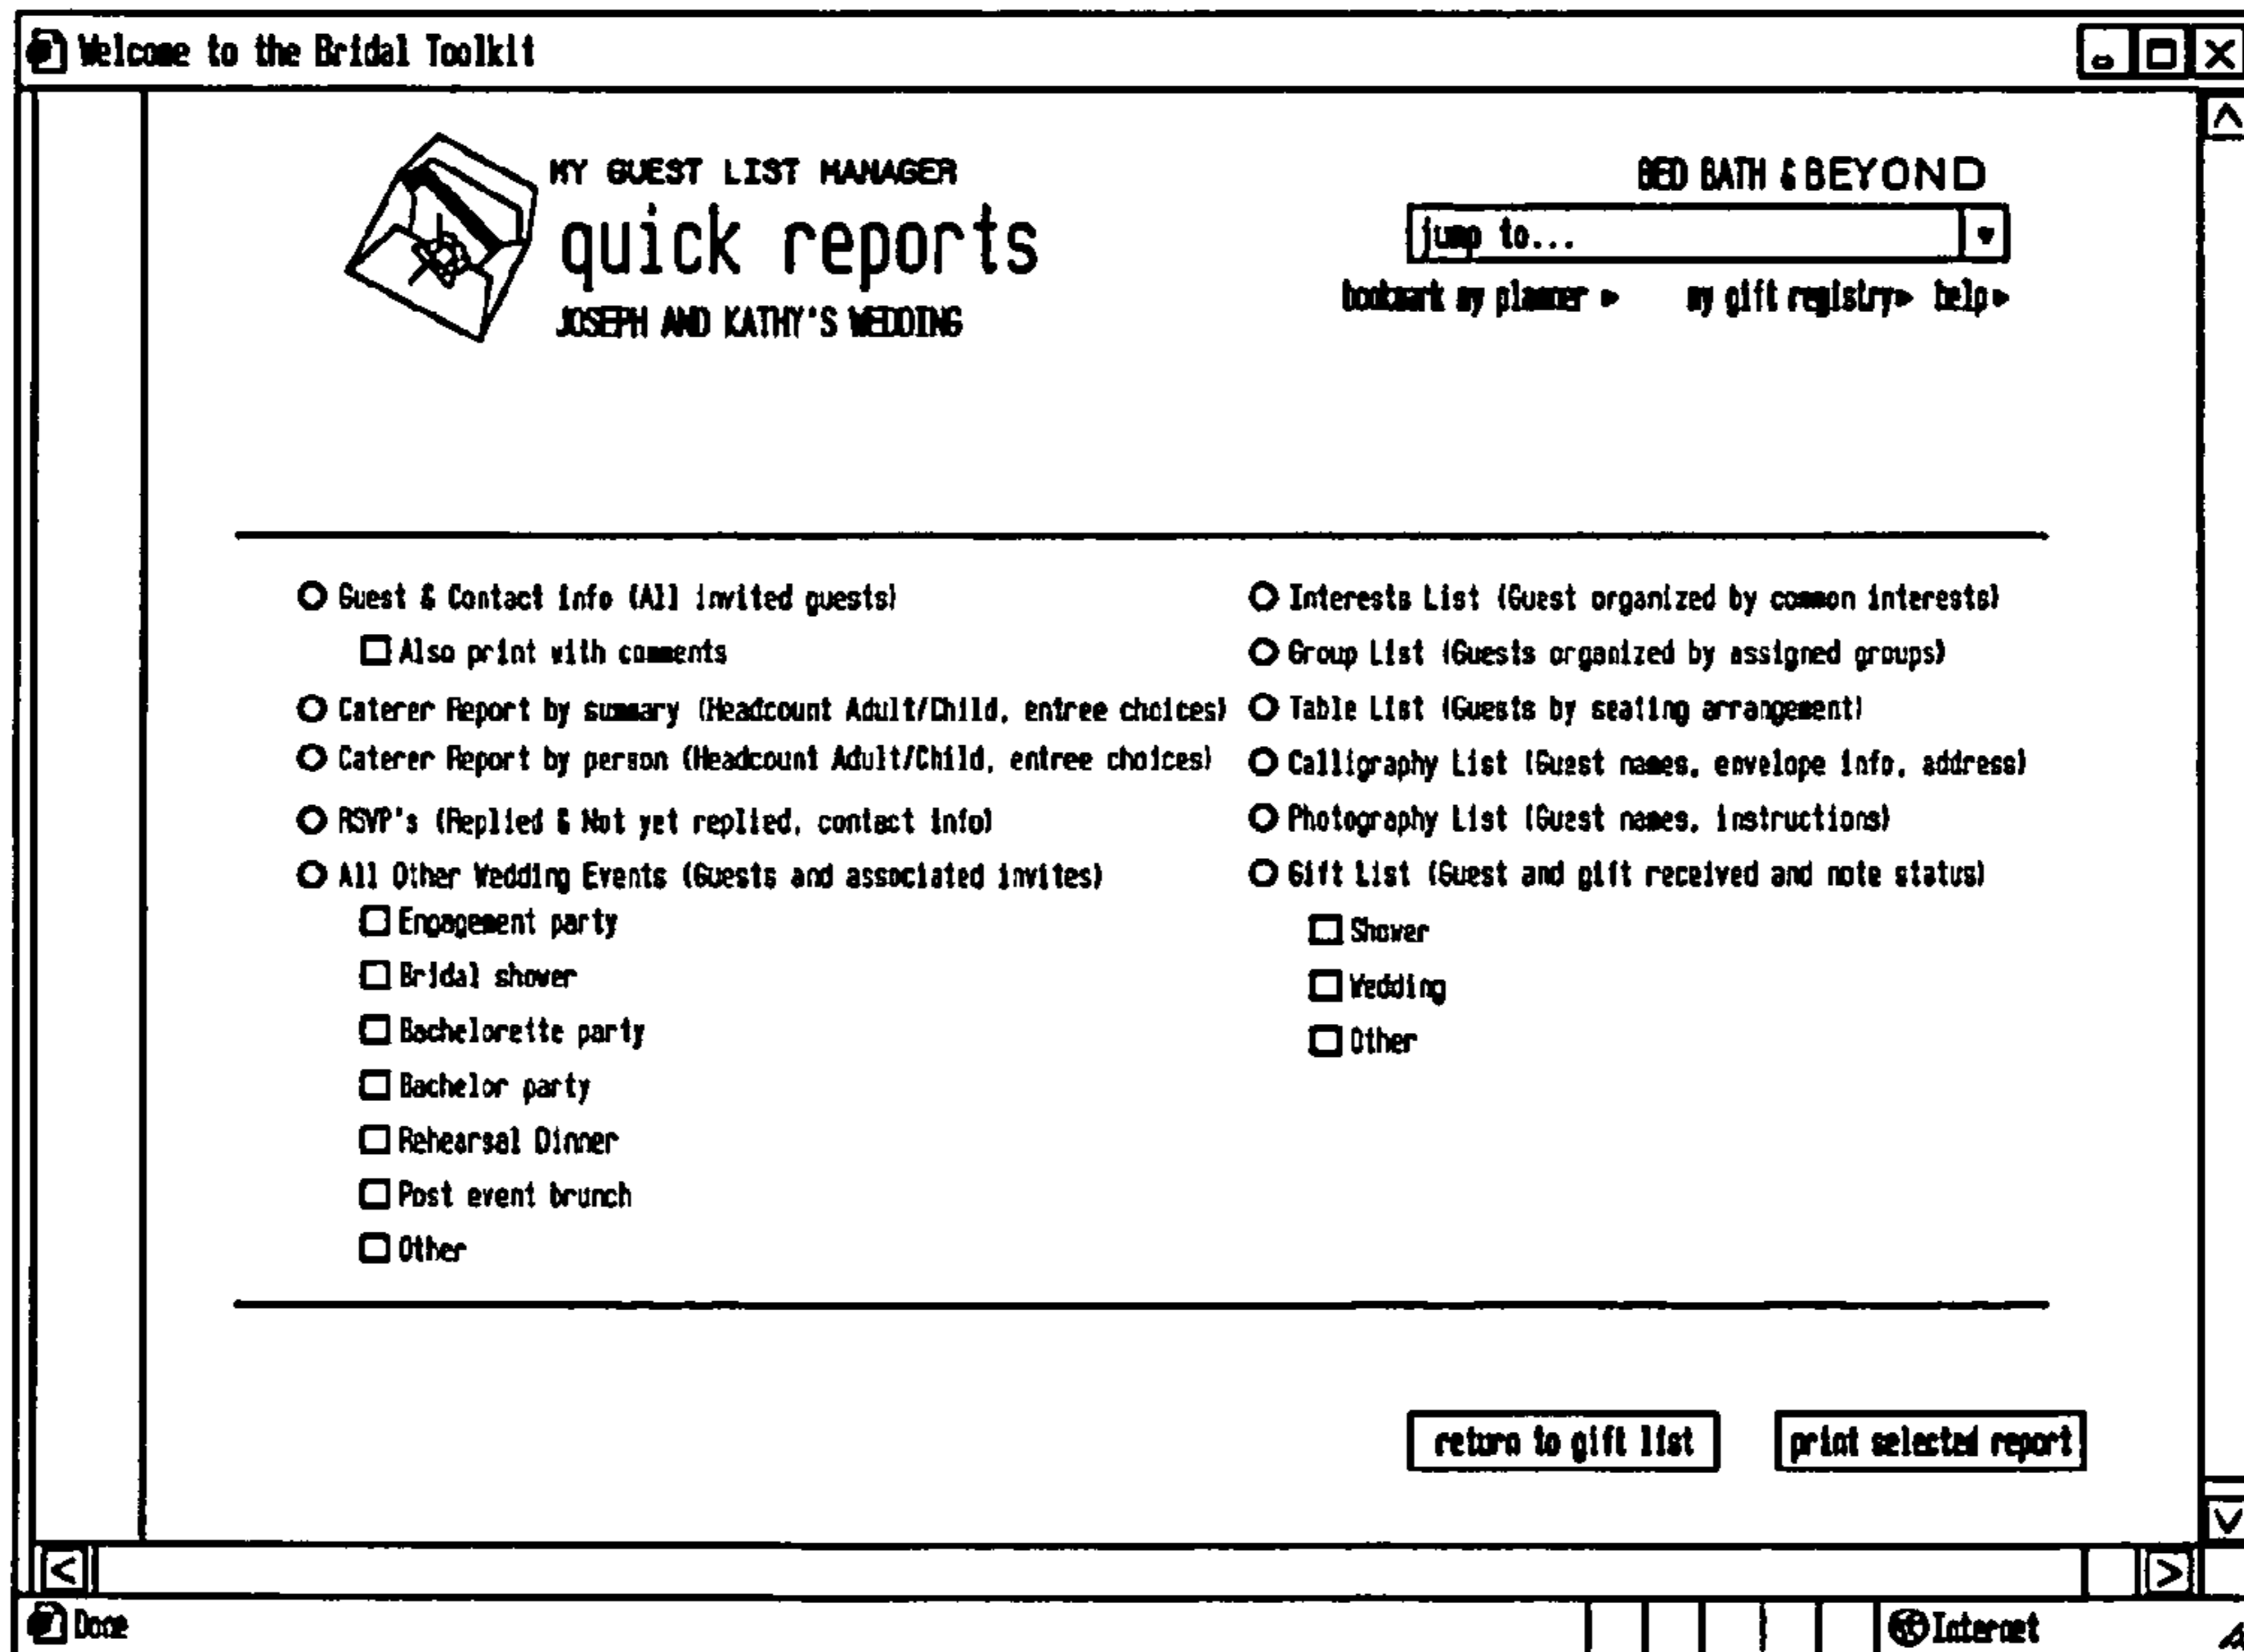 Welcome to the Bridal Toolkit
MY GUEST LIST MANAGER
quick reports
JOSEPH AND KATHY'S WEDDING
BED BATH & BEYOND
jump to...
bookmark my planner my gift registry help
Guest & Contact info (All invited guests)
Also print with comments
Caterer Report by summary (Headcount Adult/Child, entree choices)
Caterer Report by person (Headcount Adult/Child, entree choices)
RSVP's (Replied & Not yet replied, contact info)
All Other Wedding Events (Guests and associated invites)
Engagement party
Bridal shower
Bachelorette party
Bachelor party
Rehearsal Dinner
Post event brunch
Other
Interests List (Guest organized by common interests)
Group List (Guests organized by assigned groups)
Table List (Guests by seating arrangement)
Calligraphy List (Guest names, envelope info, address)
Photography List (Guest names, instructions)
Gift List (Guest and gift received and note status)
Shower
Wedding
Other
return to gift list
print selected report
Done
Internet